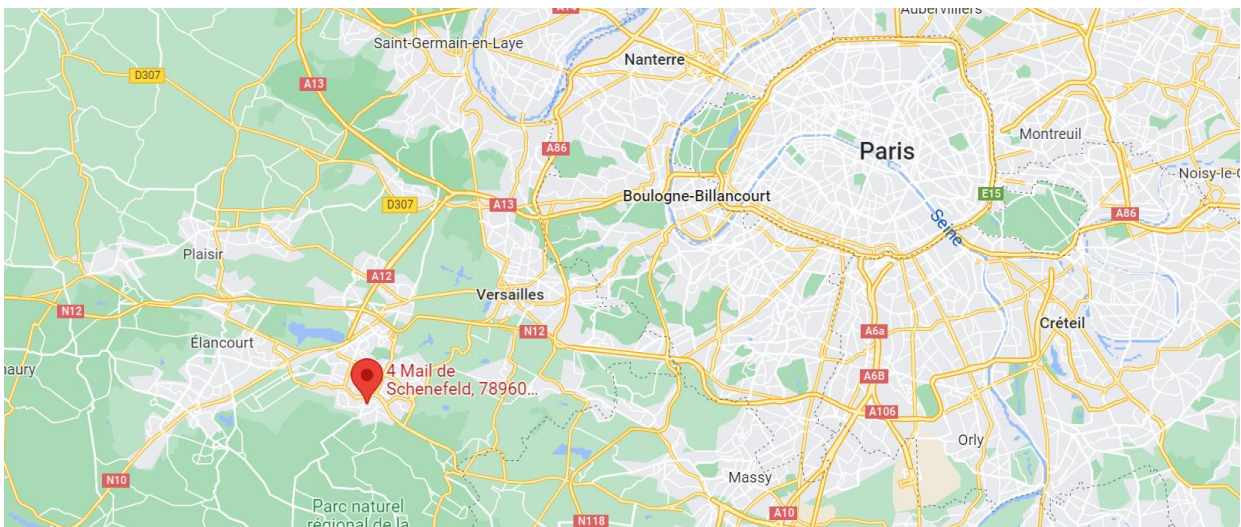 A14
Aubervilliers
Saint-Germain-en-Laye
Nanterre
D307
A13
A86
Paris
Montreuil
Noisy-le-G
E15
D307
A13
Boulogne-Billancourt
A86
Seine
Plaisir
A12
Versailles
N12
N12
A6a
Créteil
Élancourt
maury
4 Mail de
Schenefeld, 78960...
A6B
A106
Orly
N10
Massy
Parc naturel
régional de la
N118
A10